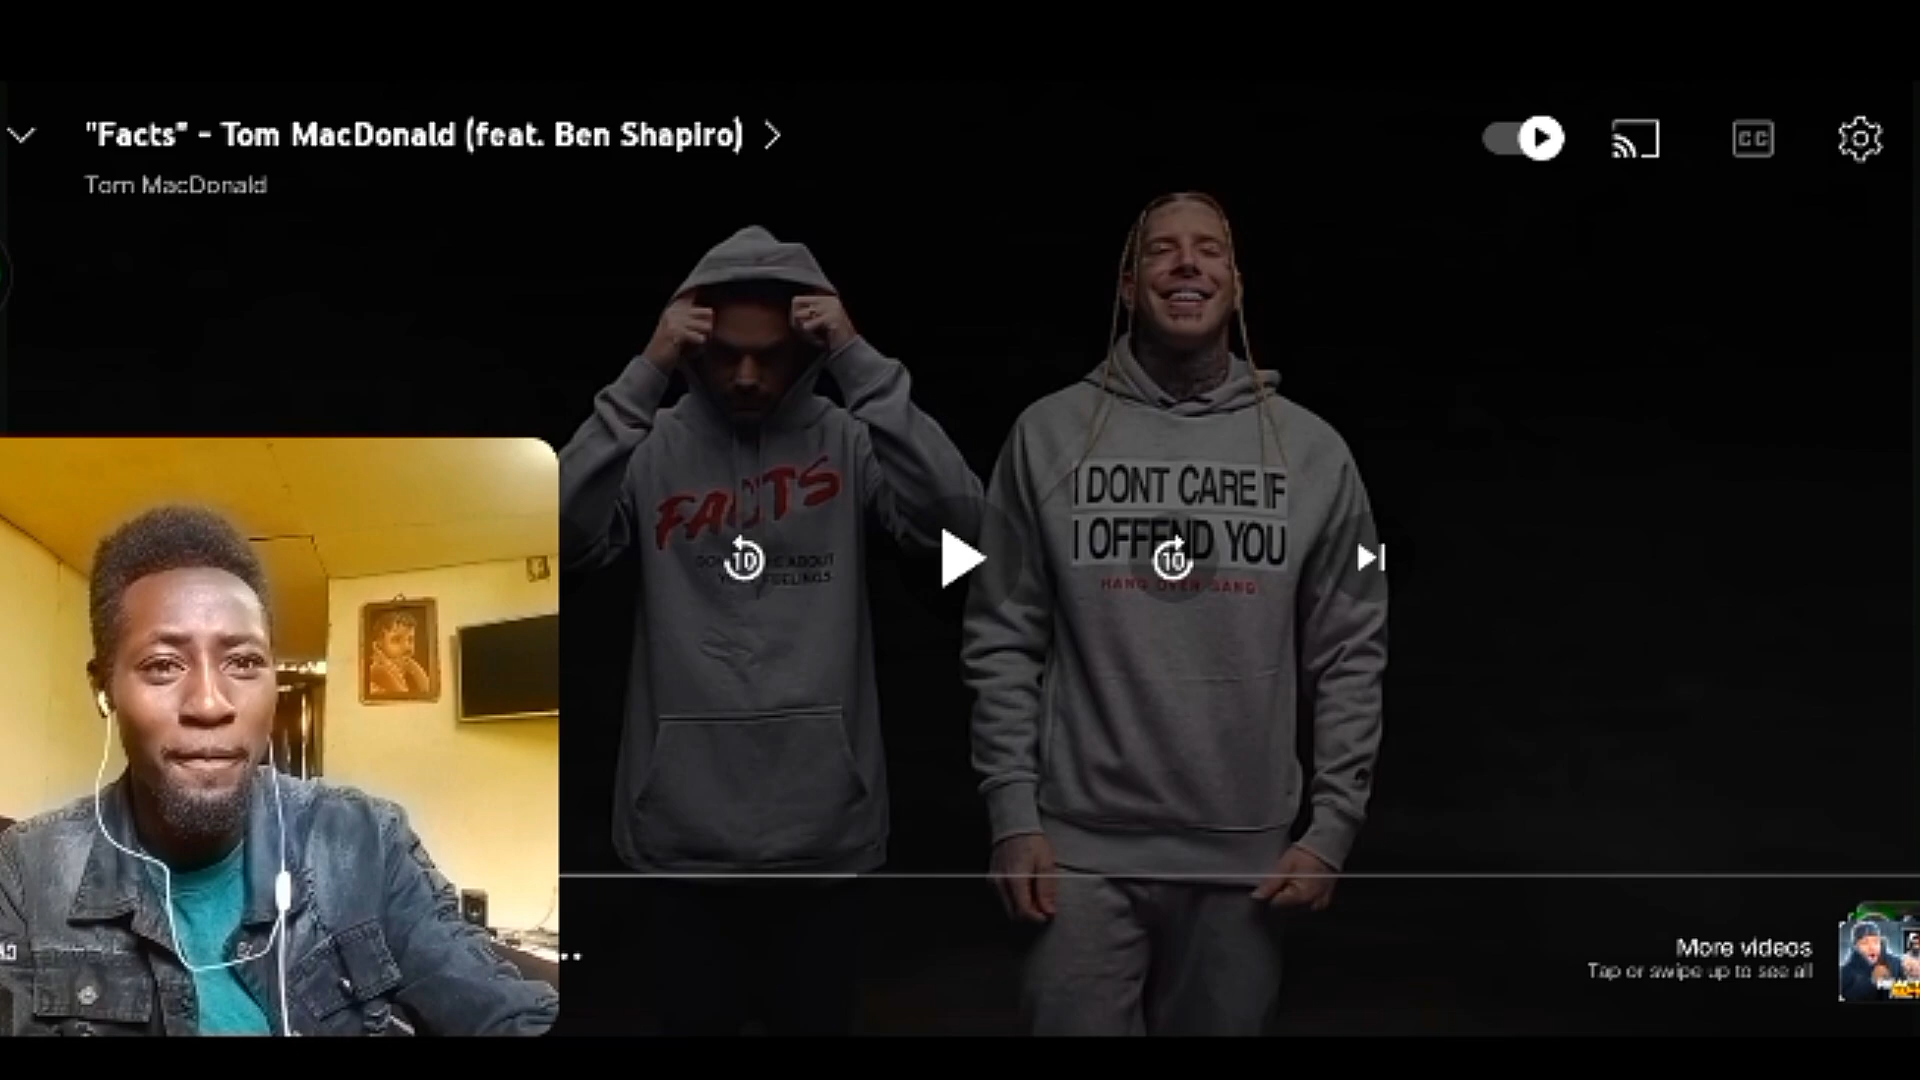 "Facts" - Tom MacDonald (feat. Ben Shapiro)
Tom MacDonald
CC
FACTS
I DONT CARE IF
I OFFEND YOU
HANG OVER GANG
10
10
More videos
Tap or swipe up to see all